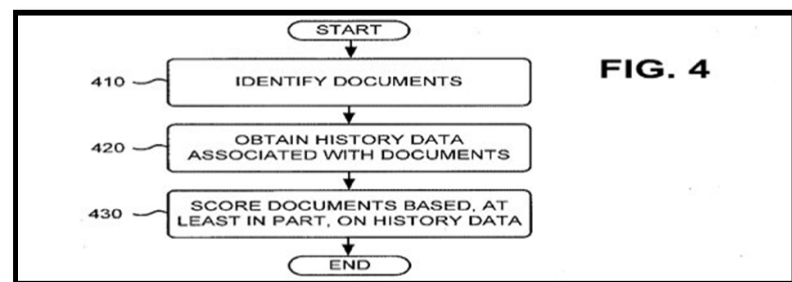 START
FIG. 4
410
IDENTIFY DOCUMENTS
420
OBTAIN HISTORY DATA
ASSOCIATED WITH DOCUMENTS
430
SCORE DOCUMENTS BASED, AT
LEAST IN PART, ON HISTORY DATA
END